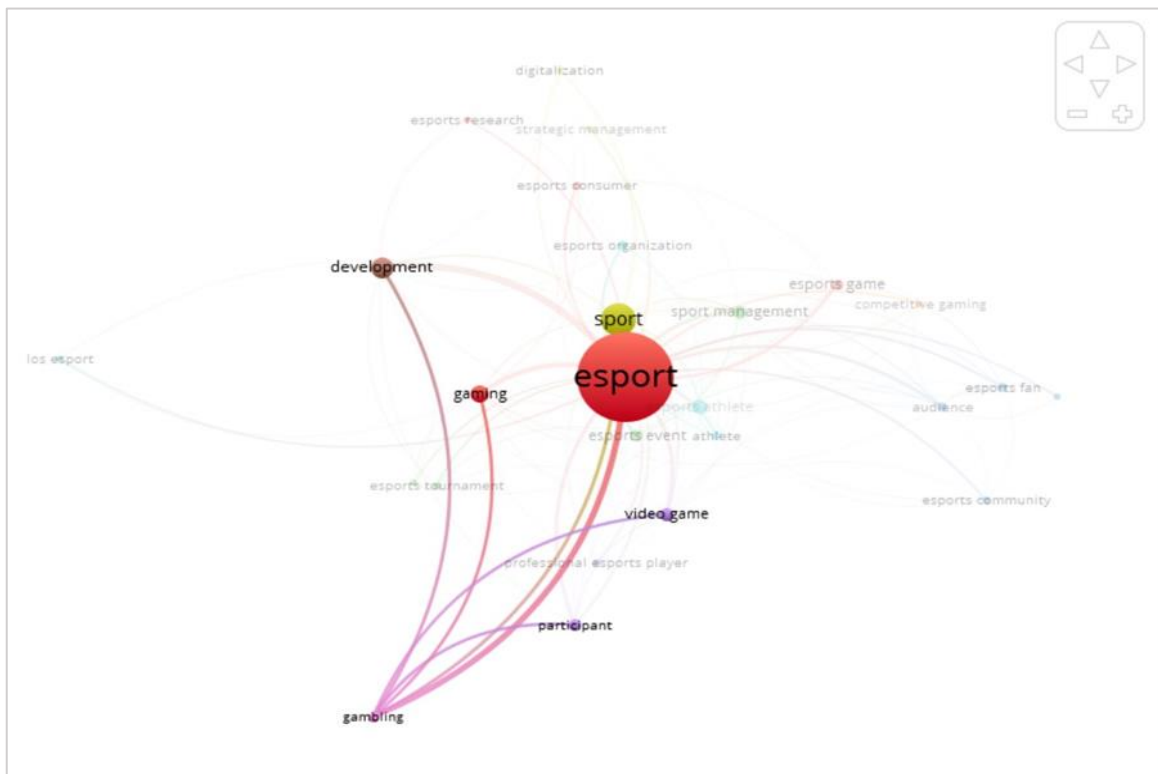 digitalization
esports research
strategic management
esports consumer
esports organization
development
esports game
competitive gaming
sport management
sport
los esport
esport
esports fan
gaming
esports athlete
audience
esports event
athlete
esports tournament
esports community
video game
professional esports player
participant
gambling